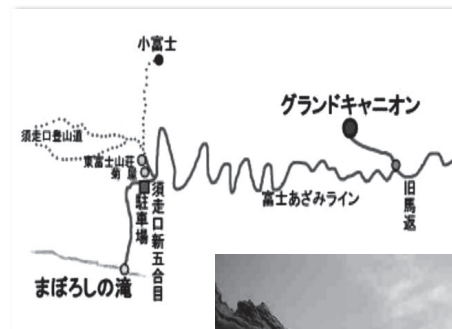 小富士
グランドキャニオン
須走口登山道
東富士山荘
菊屋
須走口新五合目
駐車場
富士あざみライン
旧馬返
まぼろしの滝